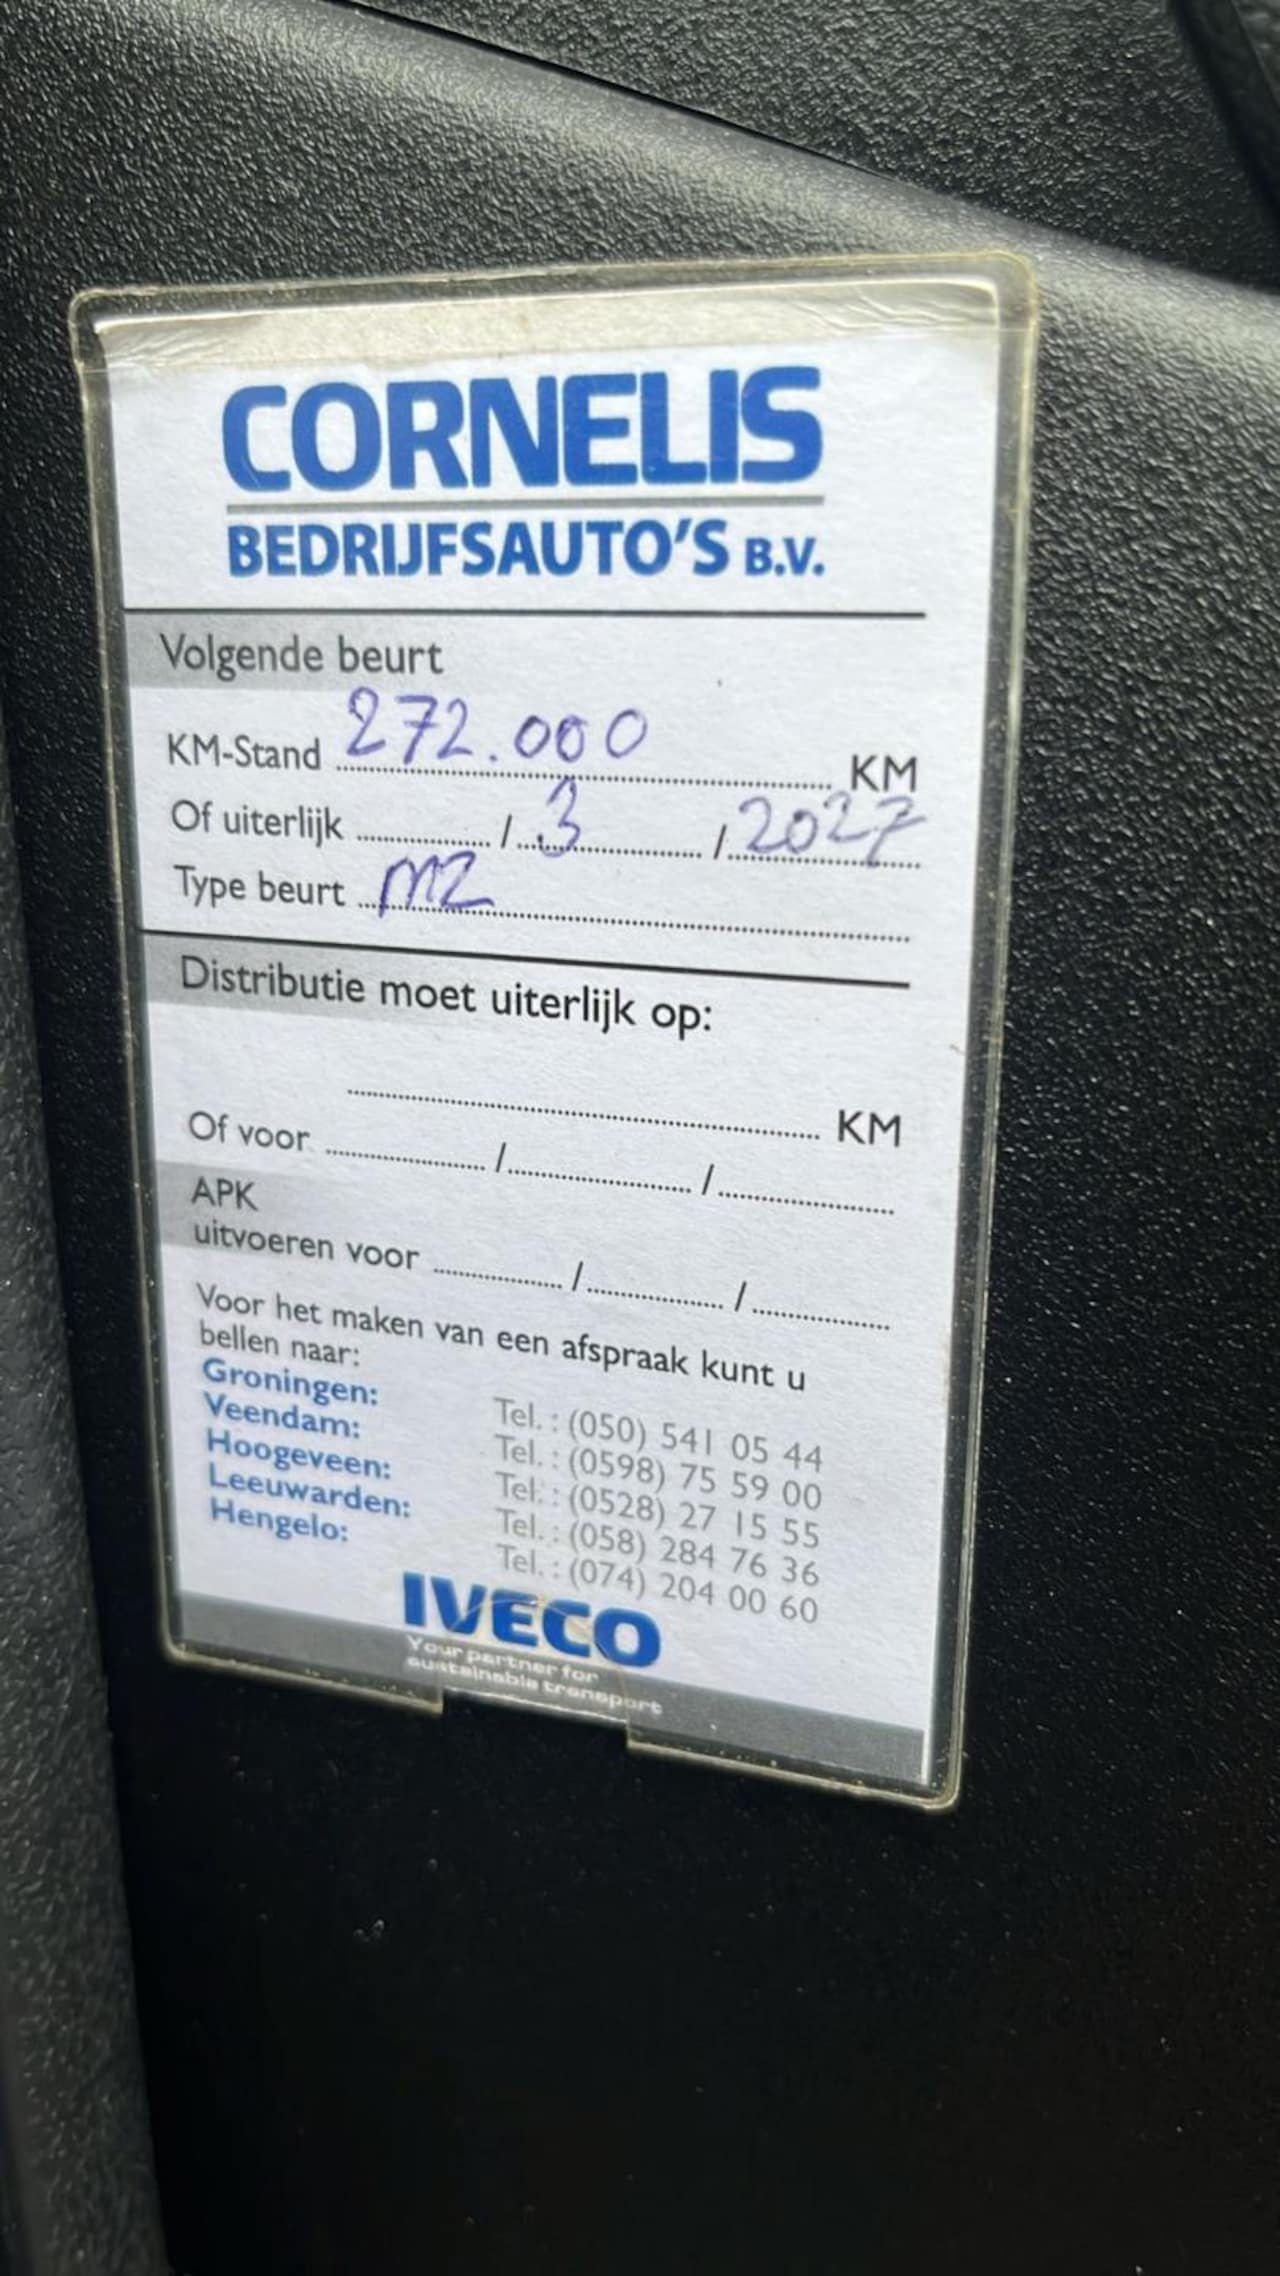 CORNELIS
BEDRIJFSAUTO'S B.V.
Volgende beurt
KM-Stand 272.000 KM
Of uiterlijk ........ / 3 / 2027
Type beurt M2
Distributie moet uiterlijk op:
........ KM
Of voor ........ / ........ / ........
APK
uitvoeren voor ........ / ........ / ........
Voor het maken van een afspraak kunt u
bellen naar:
Groningen: Tel. : (050) 541 05 44
Veendam: Tel. : (0598) 75 59 00
Hoogeveen: Tel. : (0528) 27 15 55
Leeuwarden: Tel. : (058) 284 76 36
Hengelo: Tel. : (074) 204 00 60
IVECO
Your partner for
sustainable transport